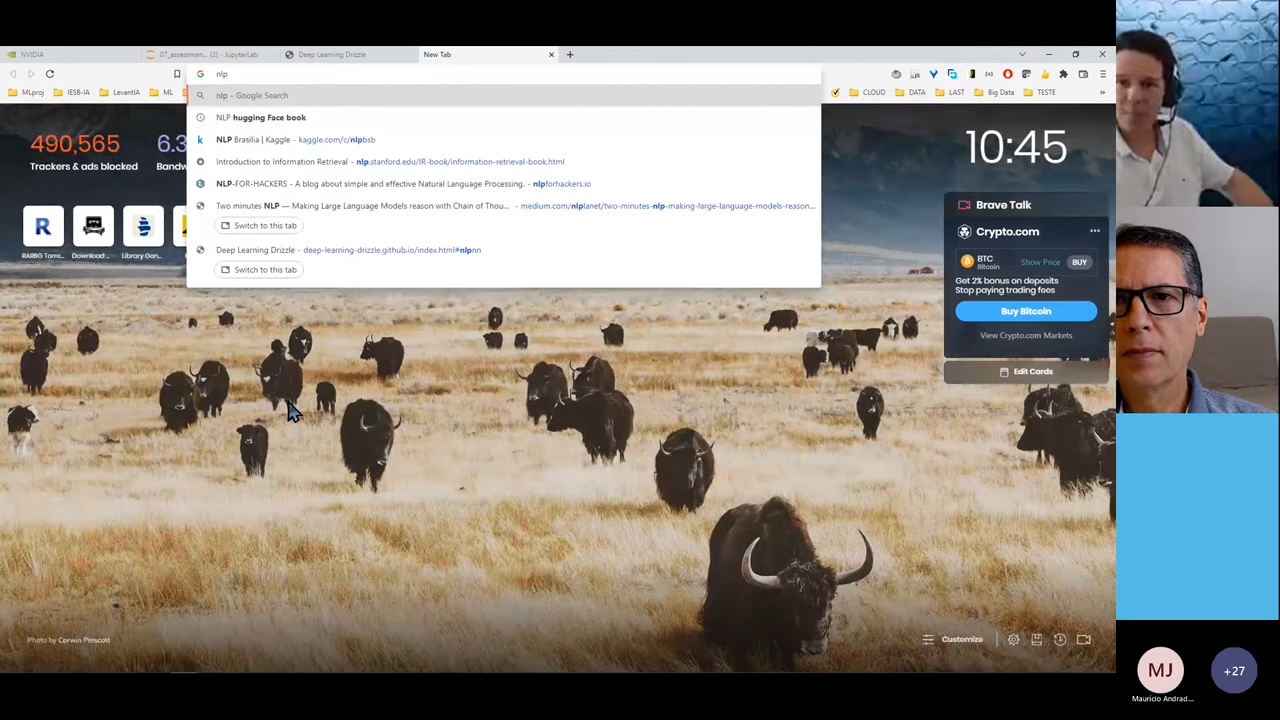 NVIDIA
07_assessmen... (2) - JupyterLab
Deep Learning Drizzle
New Tab
nlp
MLproj
IESB-IA
LevantIA
ML
CLOUD
DATA
LAST
Big Data
TESTE
nlp - Google Search
NLP hugging Face book
NLP Brasília | Kaggle - kaggle.com/c/nlpbsb
Introduction to Information Retrieval - nlp.stanford.edu/IR-book/information-retrieval-book.html
NLP-FOR-HACKERS - A blog about simple and effective Natural Language Processing. - nlpforhackers.io
Two minutes NLP — Making Large Language Models reason with Chain of Thou... - medium.com/nlplanet/two-minutes-nlp-making-large-language-models-reason...
Switch to this tab
Deep Learning Drizzle - deep-learning-drizzle.github.io/index.html#nlpnn
Switch to this tab
490,565
Trackers & ads blocked
6.3
Bandw
RARBG Torre...
Download ...
Library Gen...
10:45
Brave Talk
Crypto.com
BTC
Bitcoin
Show Price
BUY
Get 2% bonus on deposits
Stop paying trading fees
Buy Bitcoin
View Crypto.com Markets
Edit Cards
Photo by Corwin Prescott
Customize
MJ
+27
Maurício Andrad...